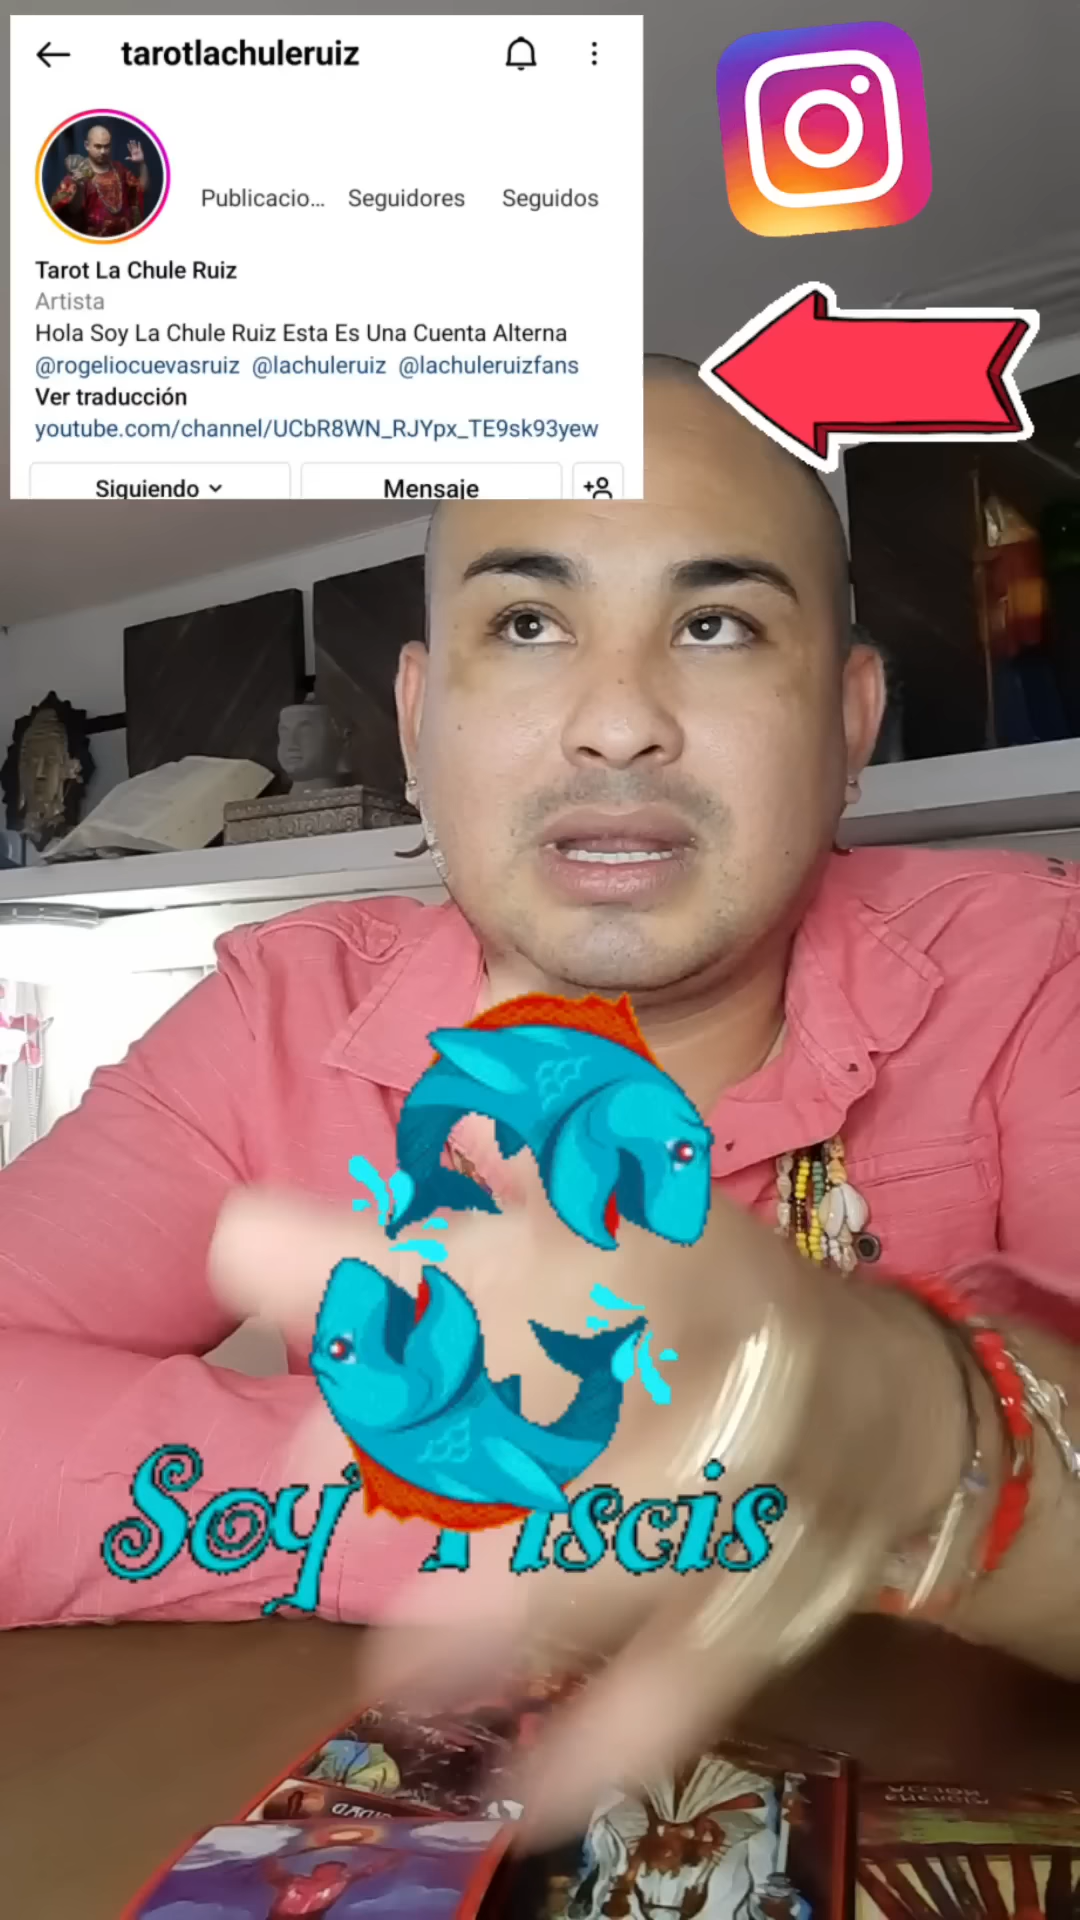 tarotlachuleruiz
Publicacio... Seguidores Seguidos
Tarot La Chule Ruiz
Artista
Hola Soy La Chule Ruiz Esta Es Una Cuenta Alterna
@rogeliocuevasruiz @lachuleruiz @lachuleruizfans
Ver traducción
youtube.com/channel/UCbR8WN_RJYpx_TE9sk93yew
Siguiendo
Mensaje
Soy Piscis